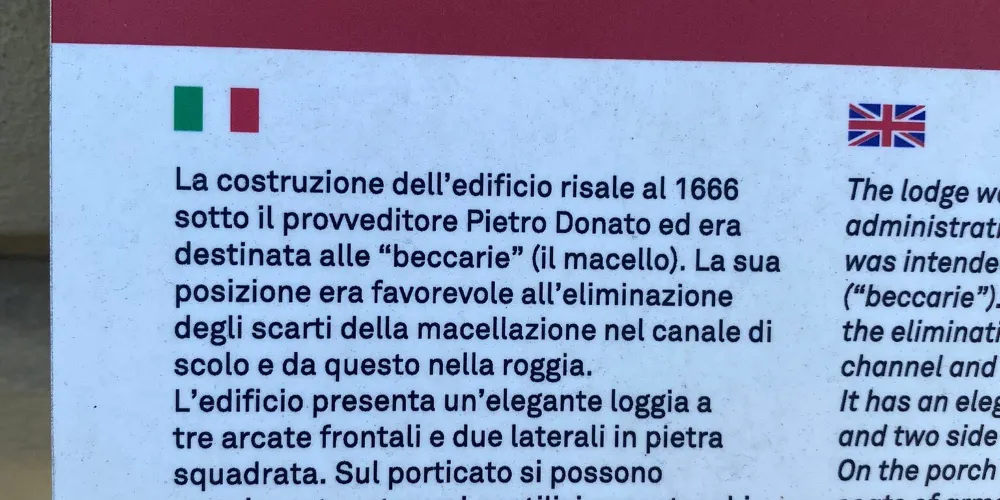 La costruzione dell'edificio risale al 1666
sotto il provveditore Pietro Donato ed era
destinata alle “beccarie” (il macello). La sua
posizione era favorevole all'eliminazione
degli scarti della macellazione nel canale di
scolo e da questo nella roggia.
L'edificio presenta un'elegante loggia a
tre arcate frontali e due laterali in pietra
squadrata. Sul porticato si possono
The lodge
was intende
(“beccarie”).
the
channel and
It has an
and two side
On the porch